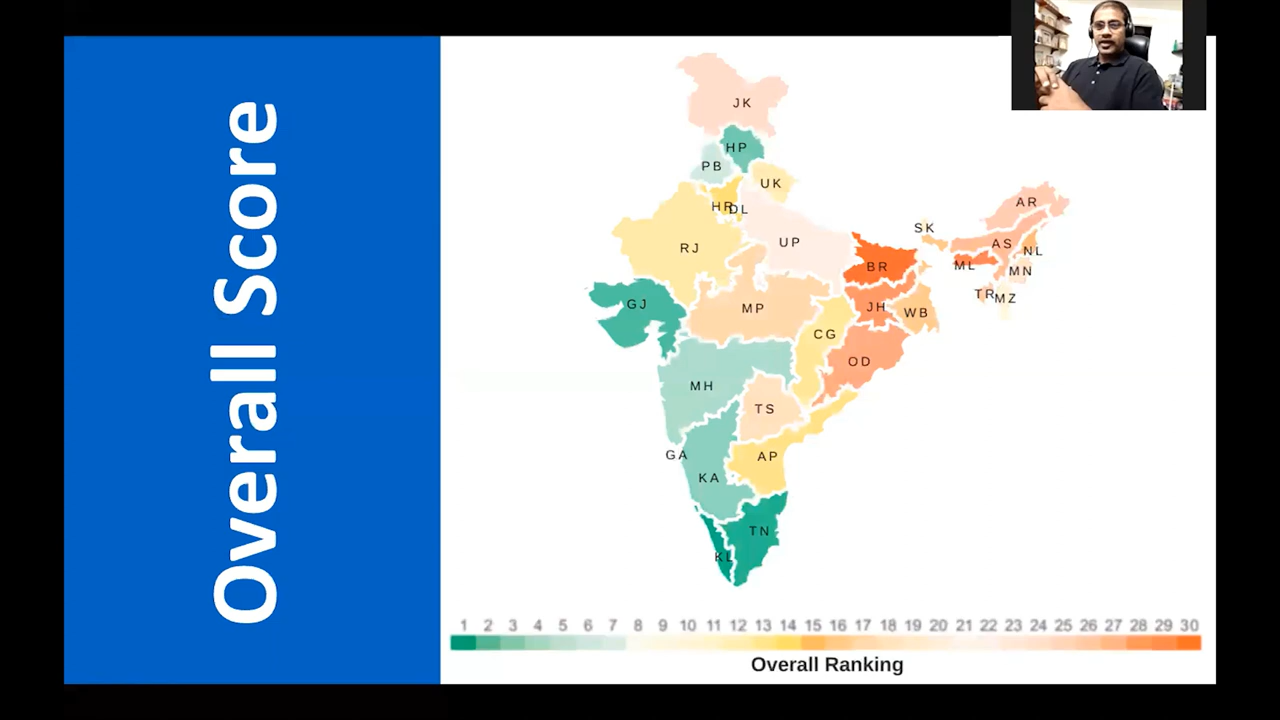 Overall Score
JK
HP
PB
UK
HR
DL
AR
SK
RJ
UP
AS
NL
BR
ML
MN
GJ
MP
JH
WB
TR
MZ
CG
OD
MH
TS
GA
AP
KA
TN
KL
1 2 3 4 5 6 7 8 9 10 11 12 13 14 15 16 17 18 19 20 21 22 23 24 25 26 27 28 29 30
Overall Ranking